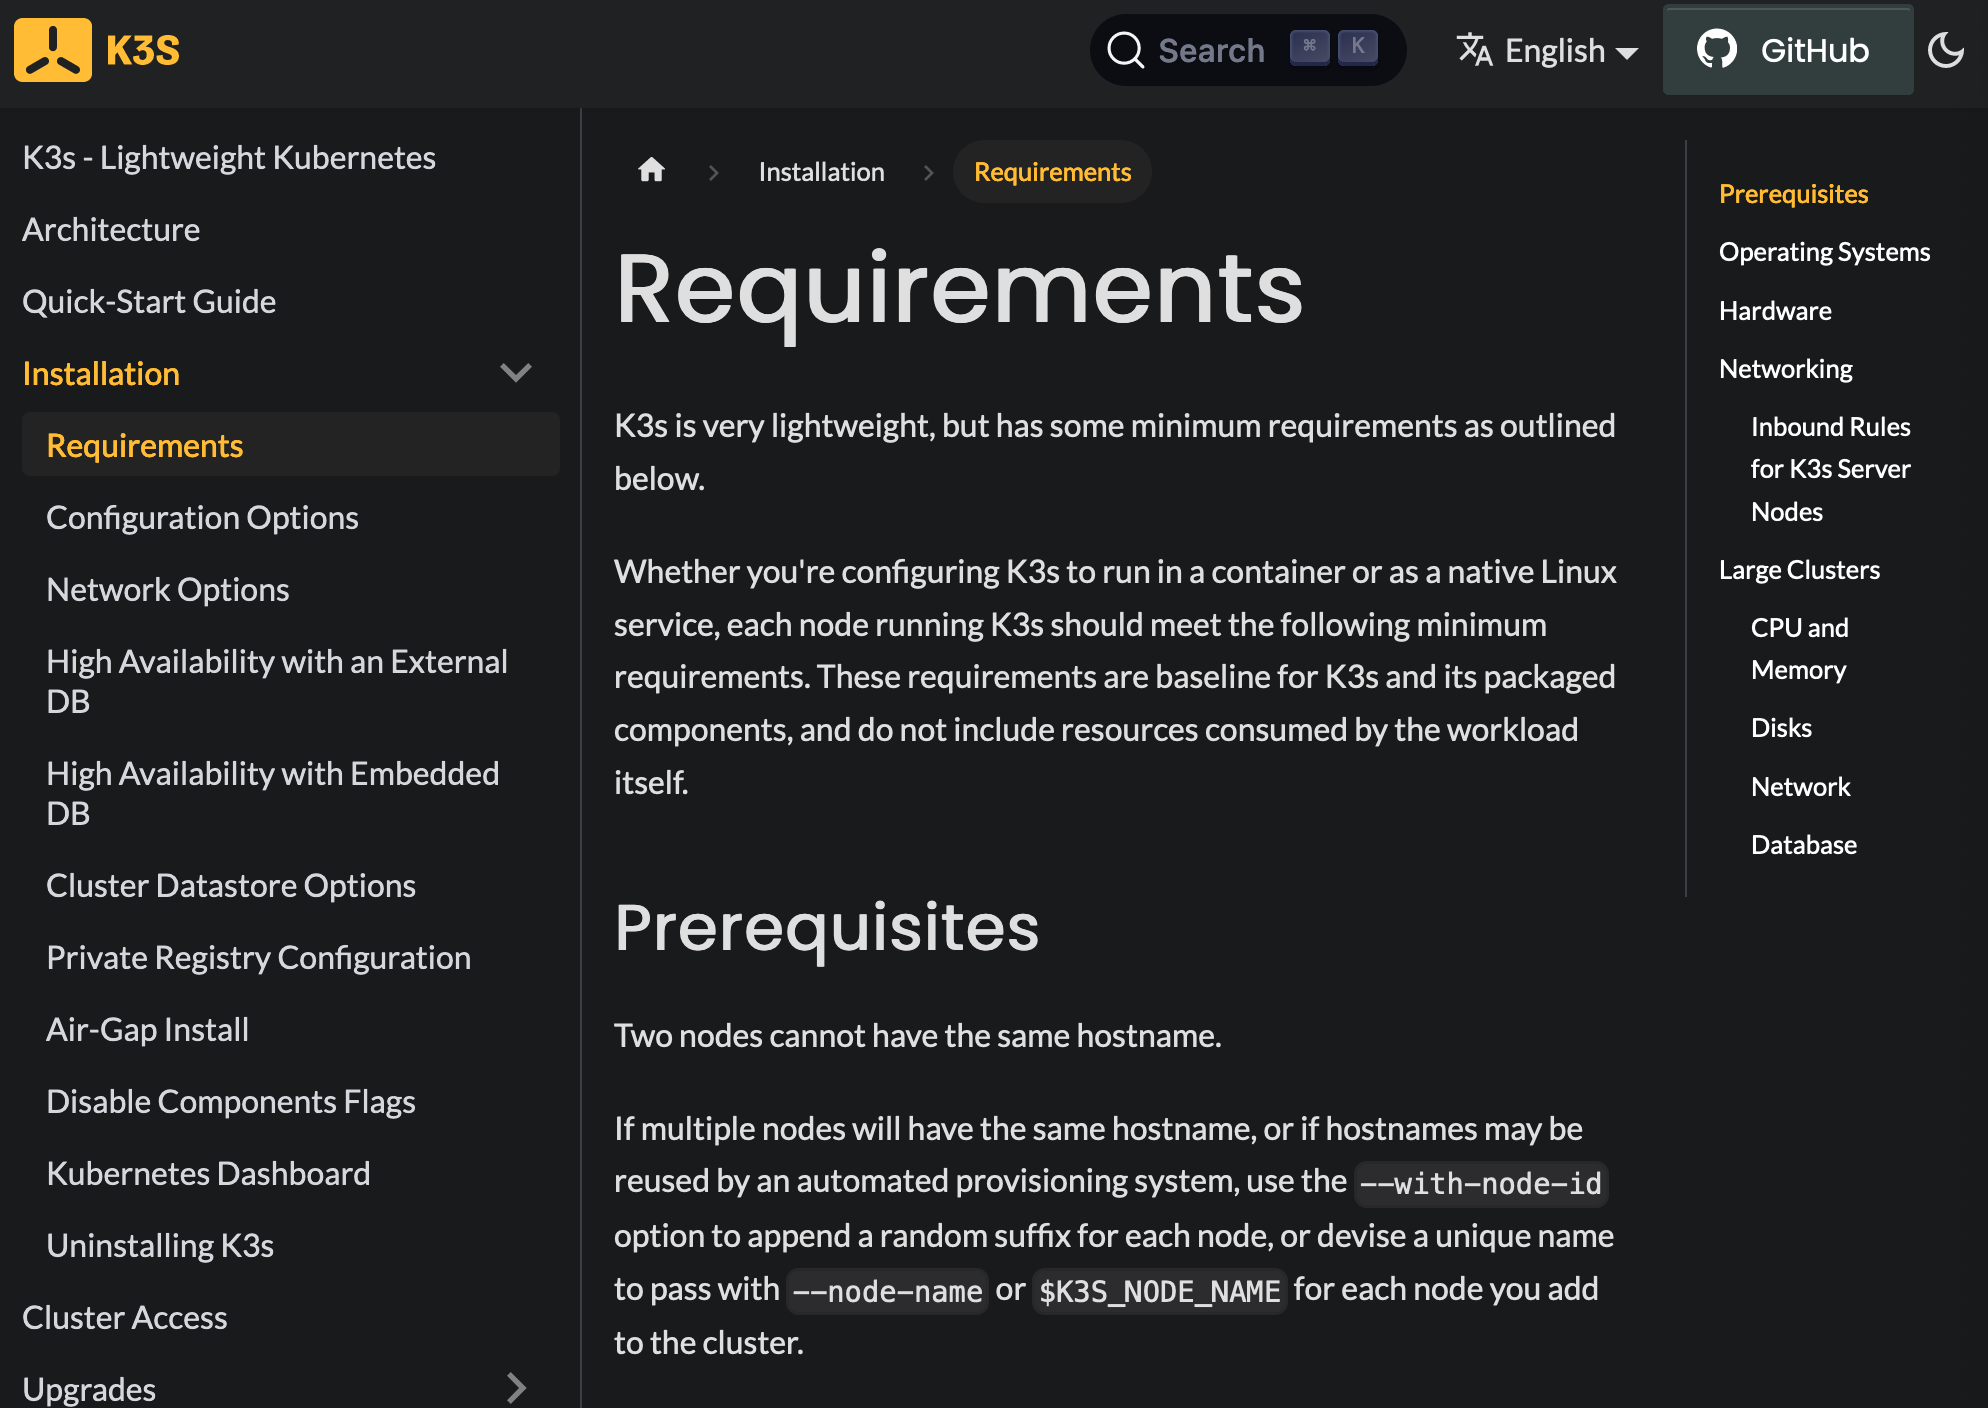 K3S
Search ⌘ K
English
GitHub
K3s - Lightweight Kubernetes
Architecture
Quick-Start Guide
Installation
Requirements
Configuration Options
Network Options
High Availability with an External
DB
High Availability with Embedded
DB
Cluster Datastore Options
Private Registry Configuration
Air-Gap Install
Disable Components Flags
Kubernetes Dashboard
Uninstalling K3s
Cluster Access
Upgrades
Installation
Requirements
Requirements
K3s is very lightweight, but has some minimum requirements as outlined
below.
Whether you're configuring K3s to run in a container or as a native Linux
service, each node running K3s should meet the following minimum
requirements. These requirements are baseline for K3s and its packaged
components, and do not include resources consumed by the workload
itself.
Prerequisites
Two nodes cannot have the same hostname.
If multiple nodes will have the same hostname, or if hostnames may be
reused by an automated provisioning system, use the --with-node-id
option to append a random suffix for each node, or devise a unique name
to pass with --node-name or $K3S_NODE_NAME for each node you add
to the cluster.
Prerequisites
Operating Systems
Hardware
Networking
Inbound Rules
for K3s Server
Nodes
Large Clusters
CPU and
Memory
Disks
Network
Database